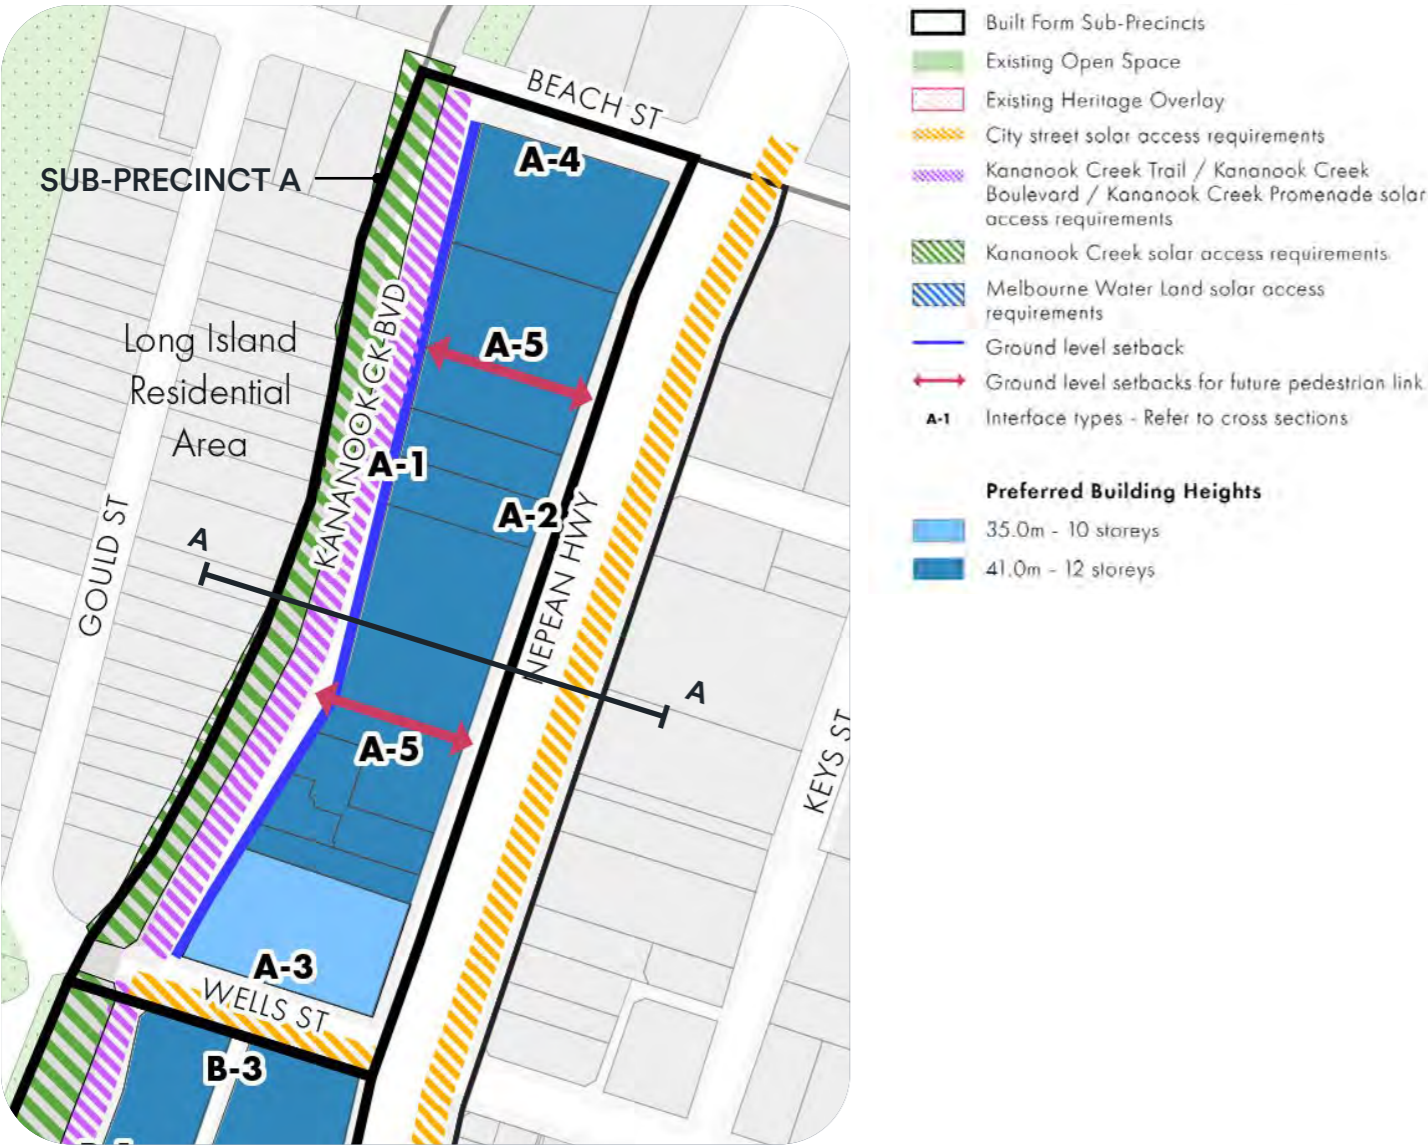 BEACH ST
A-4
SUB-PRECINCT A
KANANOOK CK BVD
Long Island
Residential
Area
A-5
A-1
A-2
NEPEAN HWY
GOULD ST
A
A
A-5
KEYS ST
A-3
WELLS ST
B-3
Built Form Sub-Precincts
Existing Open Space
Existing Heritage Overlay
City street solar access requirements
Kananook Creek Trail / Kananook Creek
Boulevard / Kananook Creek Promenade solar
access requirements
Kananook Creek solar access requirements
Melbourne Water Land solar access
requirements
Ground level setback
Ground level setbacks for future pedestrian link
A-1 Interface types - Refer to cross sections
Preferred Building Heights
35.0m - 10 storeys
41.0m - 12 storeys